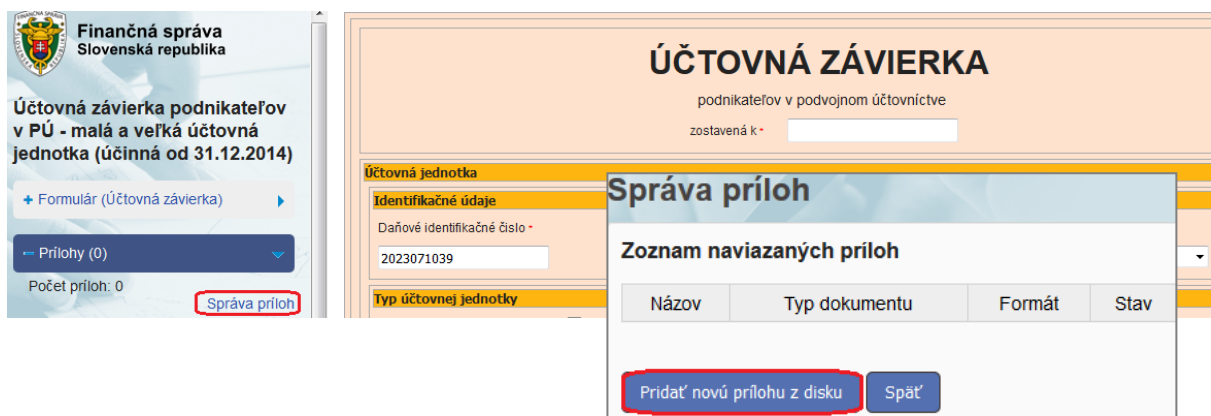 Finančná správa
Slovenská republika
Účtovná závierka podnikateľov
v PÚ - malá a veľká účtovná
jednotka (účinná od 31.12.2014)
+ Formulár (Účtovná závierka)
Prílohy (0)
Počet príloh: 0
Správa príloh
ÚČTOVNÁ ZÁVIERKA
podnikateľov v podvojnom účtovníctve
zostavená k *
Účtovná jednotka
Identifikačné údaje
Daňové identifikačné číslo *
2023071039
Typ účtovnej jednotky
Správa príloh
Zoznam naviazaných príloh
Názov Typ dokumentu Formát Stav
Pridať novú prílohu z disku Späť